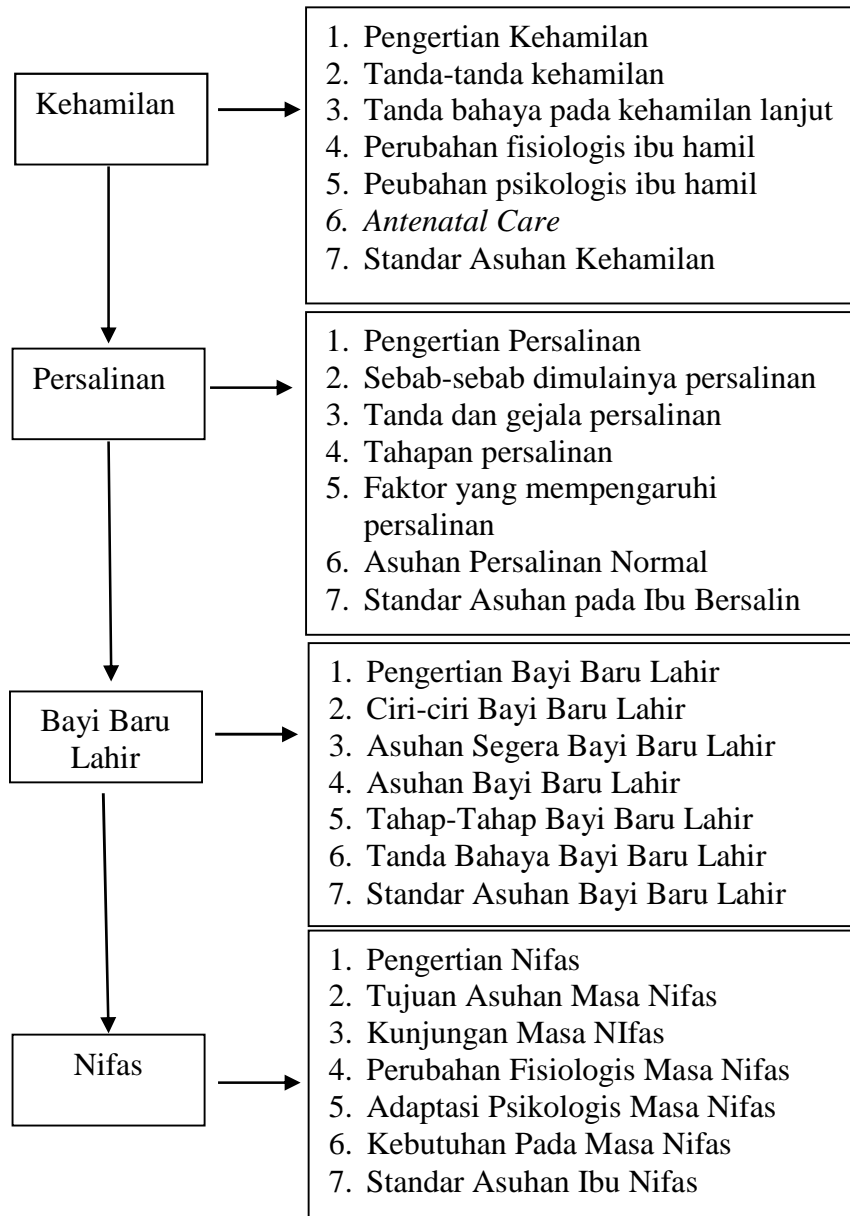 Kehamilan
1. Pengertian Kehamilan
2. Tanda-tanda kehamilan
3. Tanda bahaya pada kehamilan lanjut
4. Perubahan fisiologis ibu hamil
5. Peubahan psikologis ibu hamil
6. Antenatal Care
7. Standar Asuhan Kehamilan
Persalinan
1. Pengertian Persalinan
2. Sebab-sebab dimulainya persalinan
3. Tanda dan gejala persalinan
4. Tahapan persalinan
5. Faktor yang mempengaruhi
persalinan
6. Asuhan Persalinan Normal
7. Standar Asuhan pada Ibu Bersalin
Bayi Baru
Lahir
1. Pengertian Bayi Baru Lahir
2. Ciri-ciri Bayi Baru Lahir
3. Asuhan Segera Bayi Baru Lahir
4. Asuhan Bayi Baru Lahir
5. Tahap-Tahap Bayi Baru Lahir
6. Tanda Bahaya Bayi Baru Lahir
7. Standar Asuhan Bayi Baru Lahir
Nifas
1. Pengertian Nifas
2. Tujuan Asuhan Masa Nifas
3. Kunjungan Masa NIfas
4. Perubahan Fisiologis Masa Nifas
5. Adaptasi Psikologis Masa Nifas
6. Kebutuhan Pada Masa Nifas
7. Standar Asuhan Ibu Nifas